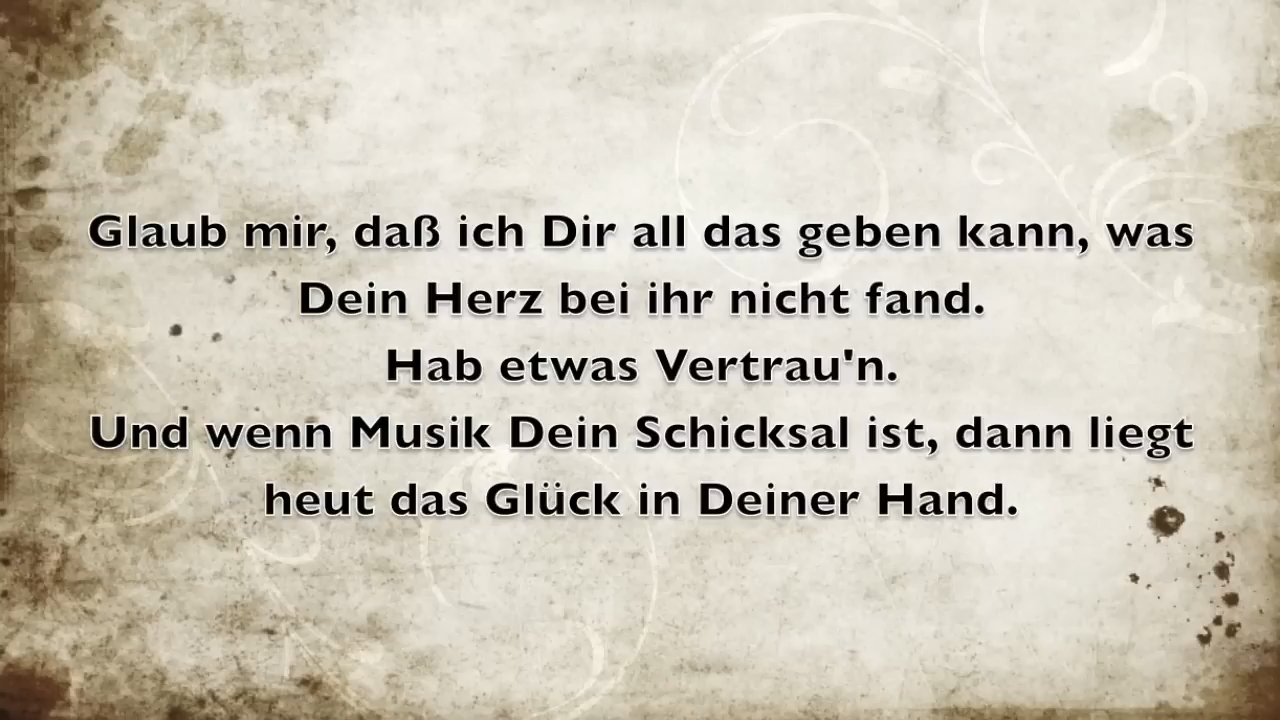 Glaub mir, daß ich Dir all das geben kann, was
Dein Herz bei ihr nicht fand.
Hab etwas Vertrau'n.
Und wenn Musik Dein Schicksal ist, dann liegt
heut das Glück in Deiner Hand.